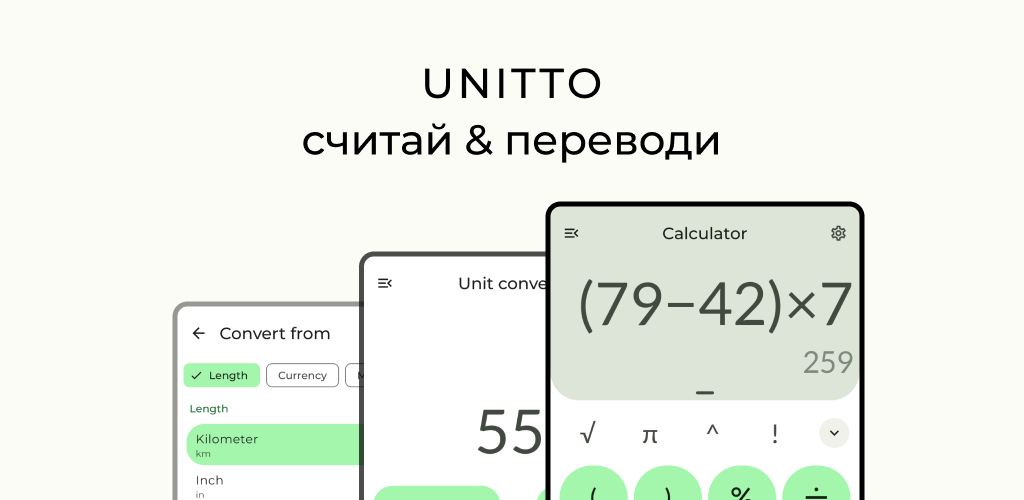 UNITTO
считай & переводи
Convert from
Length
Currency
Length
Kilometer
km
Inch
in
Unit conve
55
Calculator
(79−42)×7
259
√ π ^ !
( ) % ÷